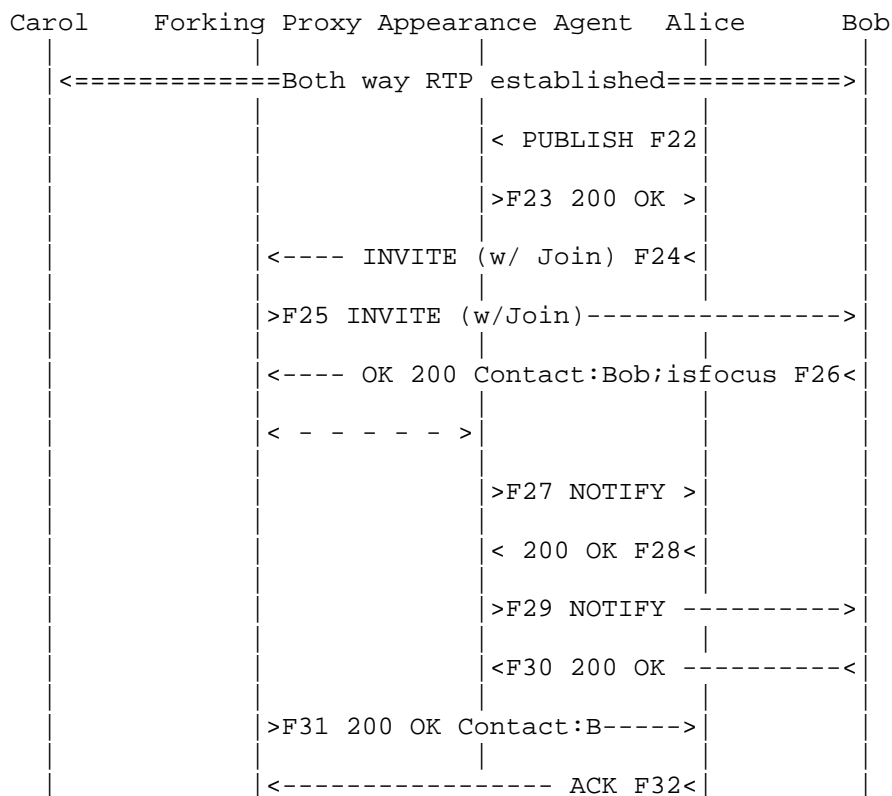 Carol Forking Proxy Appearance Agent Alice Bob
<=============Both way RTP established===========>
< PUBLISH F22
>F23 200 OK >
<---- INVITE (w/ Join) F24<
>F25 INVITE (w/Join)---------------->
<---- OK 200 Contact:Bob;isfocus F26<
< - - - - - >
>F27 NOTIFY >
< 200 OK F28<
>F29 NOTIFY ---------->
<F30 200 OK ----------<
>F31 200 OK Contact:B----->
<----------------- ACK F32<